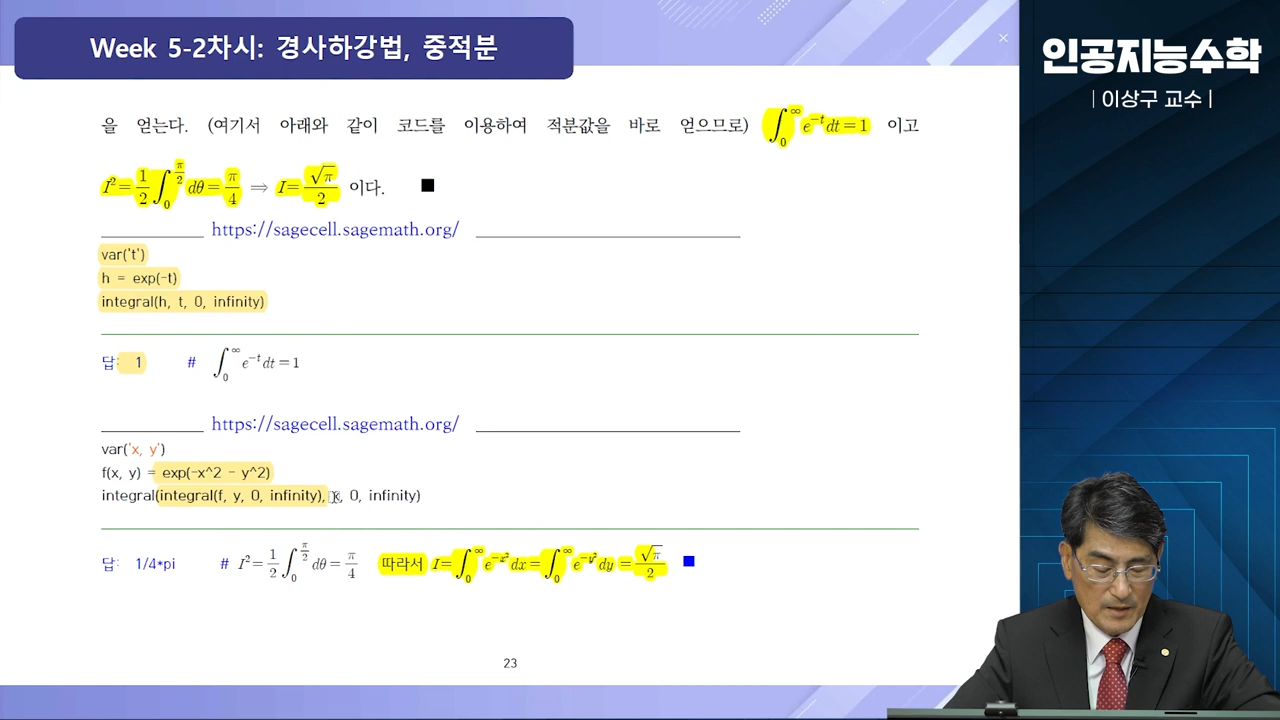 Week 5-2차시: 경사하강법, 중적분
인공지능수학
| 이상구 교수 |
을 얻는다. (여기서 아래와 같이 코드를 이용하여 적분값을 바로 얻으므로) ∫₀^∞ e^{-t}dt=1 이고
I²=1/2 ∫₀^{π/2} dθ=π/4 ⟹ I=√π/2 이다. ■
https://sagecell.sagemath.org/
var('t')
h = exp(-t)
integral(h, t, 0, infinity)
답: 1 # ∫₀^∞ e^{-t}dt=1
https://sagecell.sagemath.org/
var('x, y')
f(x, y) = exp(-x^2 - y^2)
integral(integral(f, y, 0, infinity), x, 0, infinity)
답: 1/4*pi # I²=1/2 ∫₀^{π/2} dθ=π/4 따라서 I=∫₀^∞ e^{-x²}dx=∫₀^∞ e^{-y²}dy=√π/2 ■
23